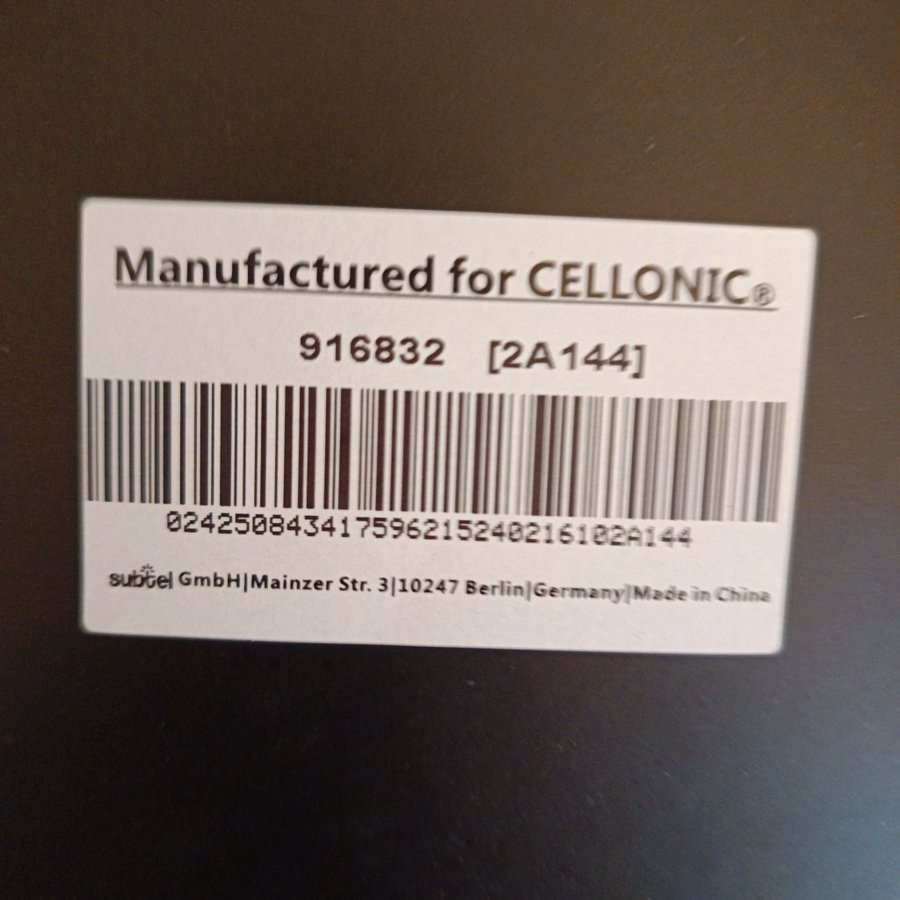 Manufactured for CELLONIC®
916832 [2A144]
024250843417596215240216102A144
subtel GmbH|Mainzer Str. 3|10247 Berlin|Germany|Made in China